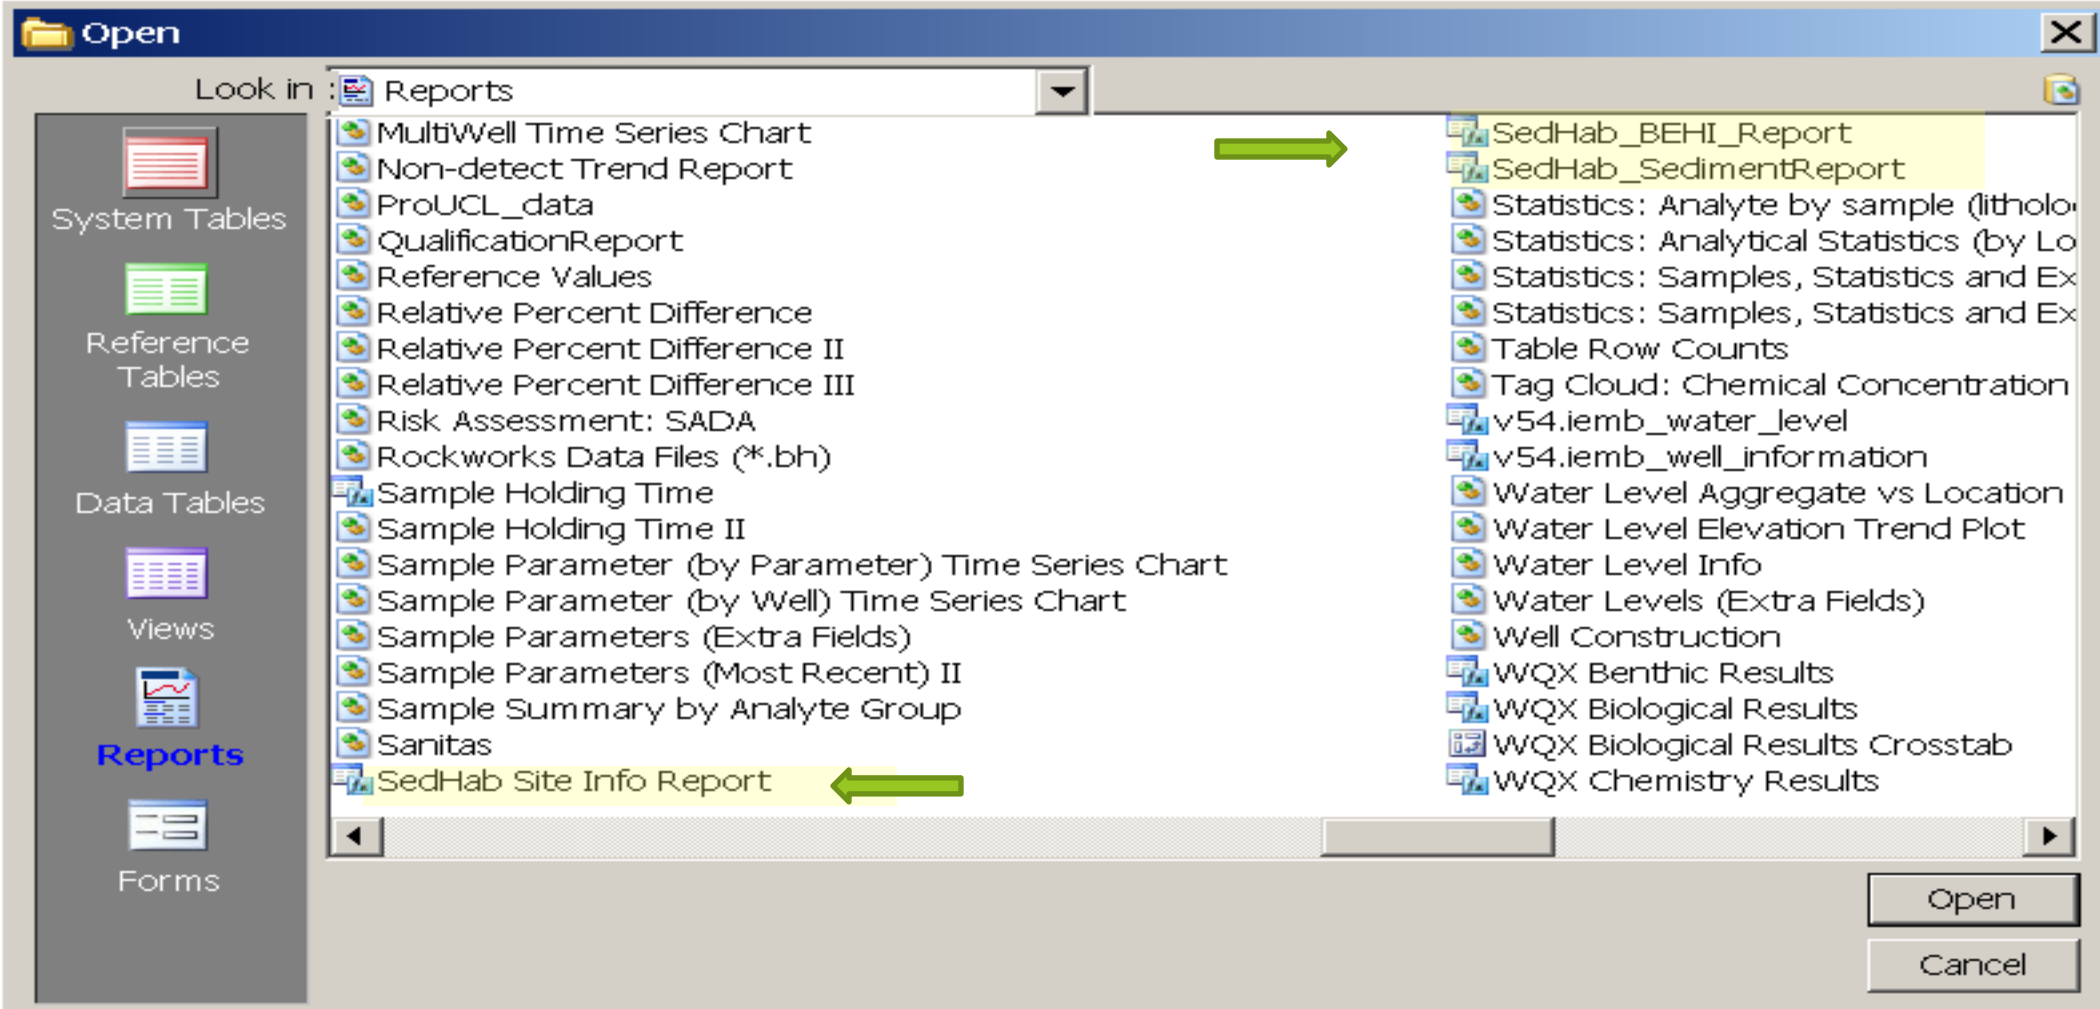 Open
Look in :
Reports
System Tables
Reference
Tables
Data Tables
Views
Reports
Forms
MultiWell Time Series Chart
Non-detect Trend Report
ProUCL_data
QualificationReport
Reference Values
Relative Percent Difference
Relative Percent Difference II
Relative Percent Difference III
Risk Assessment: SADA
Rockworks Data Files (*.bh)
Sample Holding Time
Sample Holding Time II
Sample Parameter (by Parameter) Time Series Chart
Sample Parameter (by Well) Time Series Chart
Sample Parameters (Extra Fields)
Sample Parameters (Most Recent) II
Sample Summary by Analyte Group
Sanitas
SedHab Site Info Report
SedHab_BEHI_Report
SedHab_SedimentReport
Statistics: Analyte by sample (litholo
Statistics: Analytical Statistics (by Lo
Statistics: Samples, Statistics and Ex
Statistics: Samples, Statistics and Ex
Table Row Counts
Tag Cloud: Chemical Concentration
v54.iemb_water_level
v54.iemb_well_information
Water Level Aggregate vs Location
Water Level Elevation Trend Plot
Water Level Info
Water Levels (Extra Fields)
Well Construction
WQX Benthic Results
WQX Biological Results
WQX Biological Results Crosstab
WQX Chemistry Results
Open
Cancel